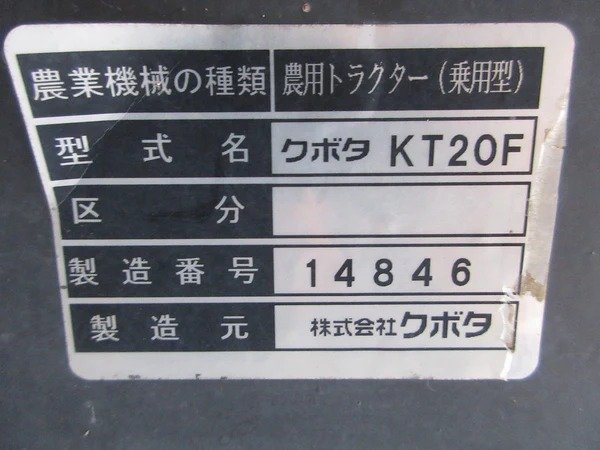 農業機械の種類 農用トラクター(乗用型)
型式名 クボタ KT20F
区分
製造番号 14846
製造元 株式会社クボタ